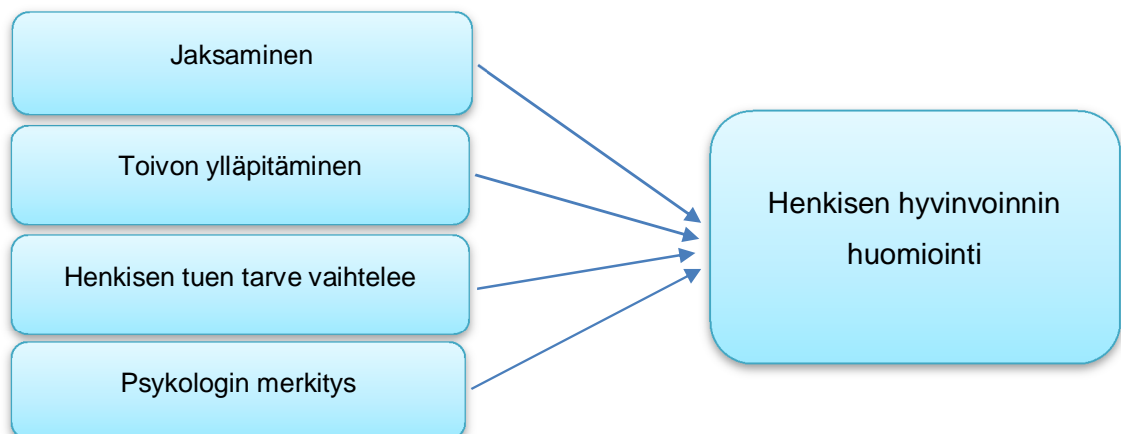 Jaksaminen
Toivon ylläpitäminen
Henkisen tuen tarve vaihtelee
Psykologin merkitys
Henkisen hyvinvoinnin
huomiointi